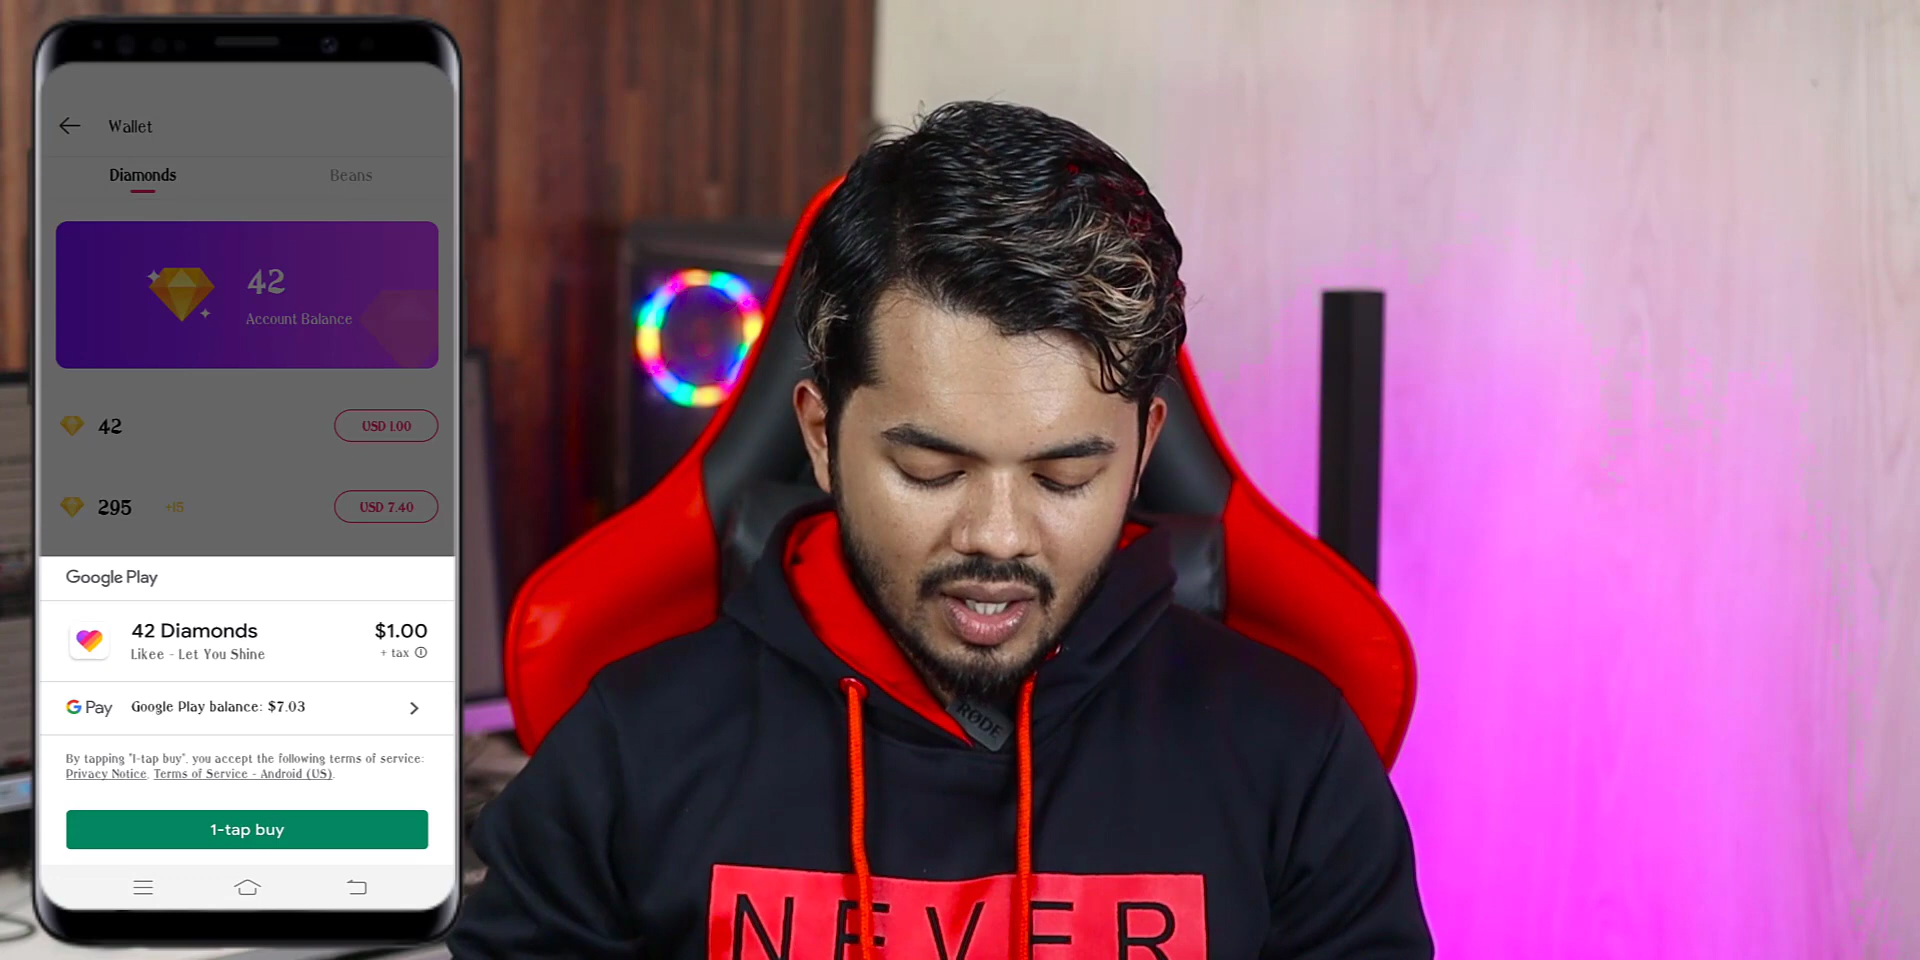 Wallet
Diamonds Beans
42
Account Balance
42 USD 1.00
295 +15 USD 7.40
Google Play
42 Diamonds $1.00
Likee - Let You Shine + tax
G Pay Google Play balance: $7.03
By tapping "1-tap buy", you accept the following terms of service:
Privacy Notice, Terms of Service - Android (US).
1-tap buy
RØDE
NEVER